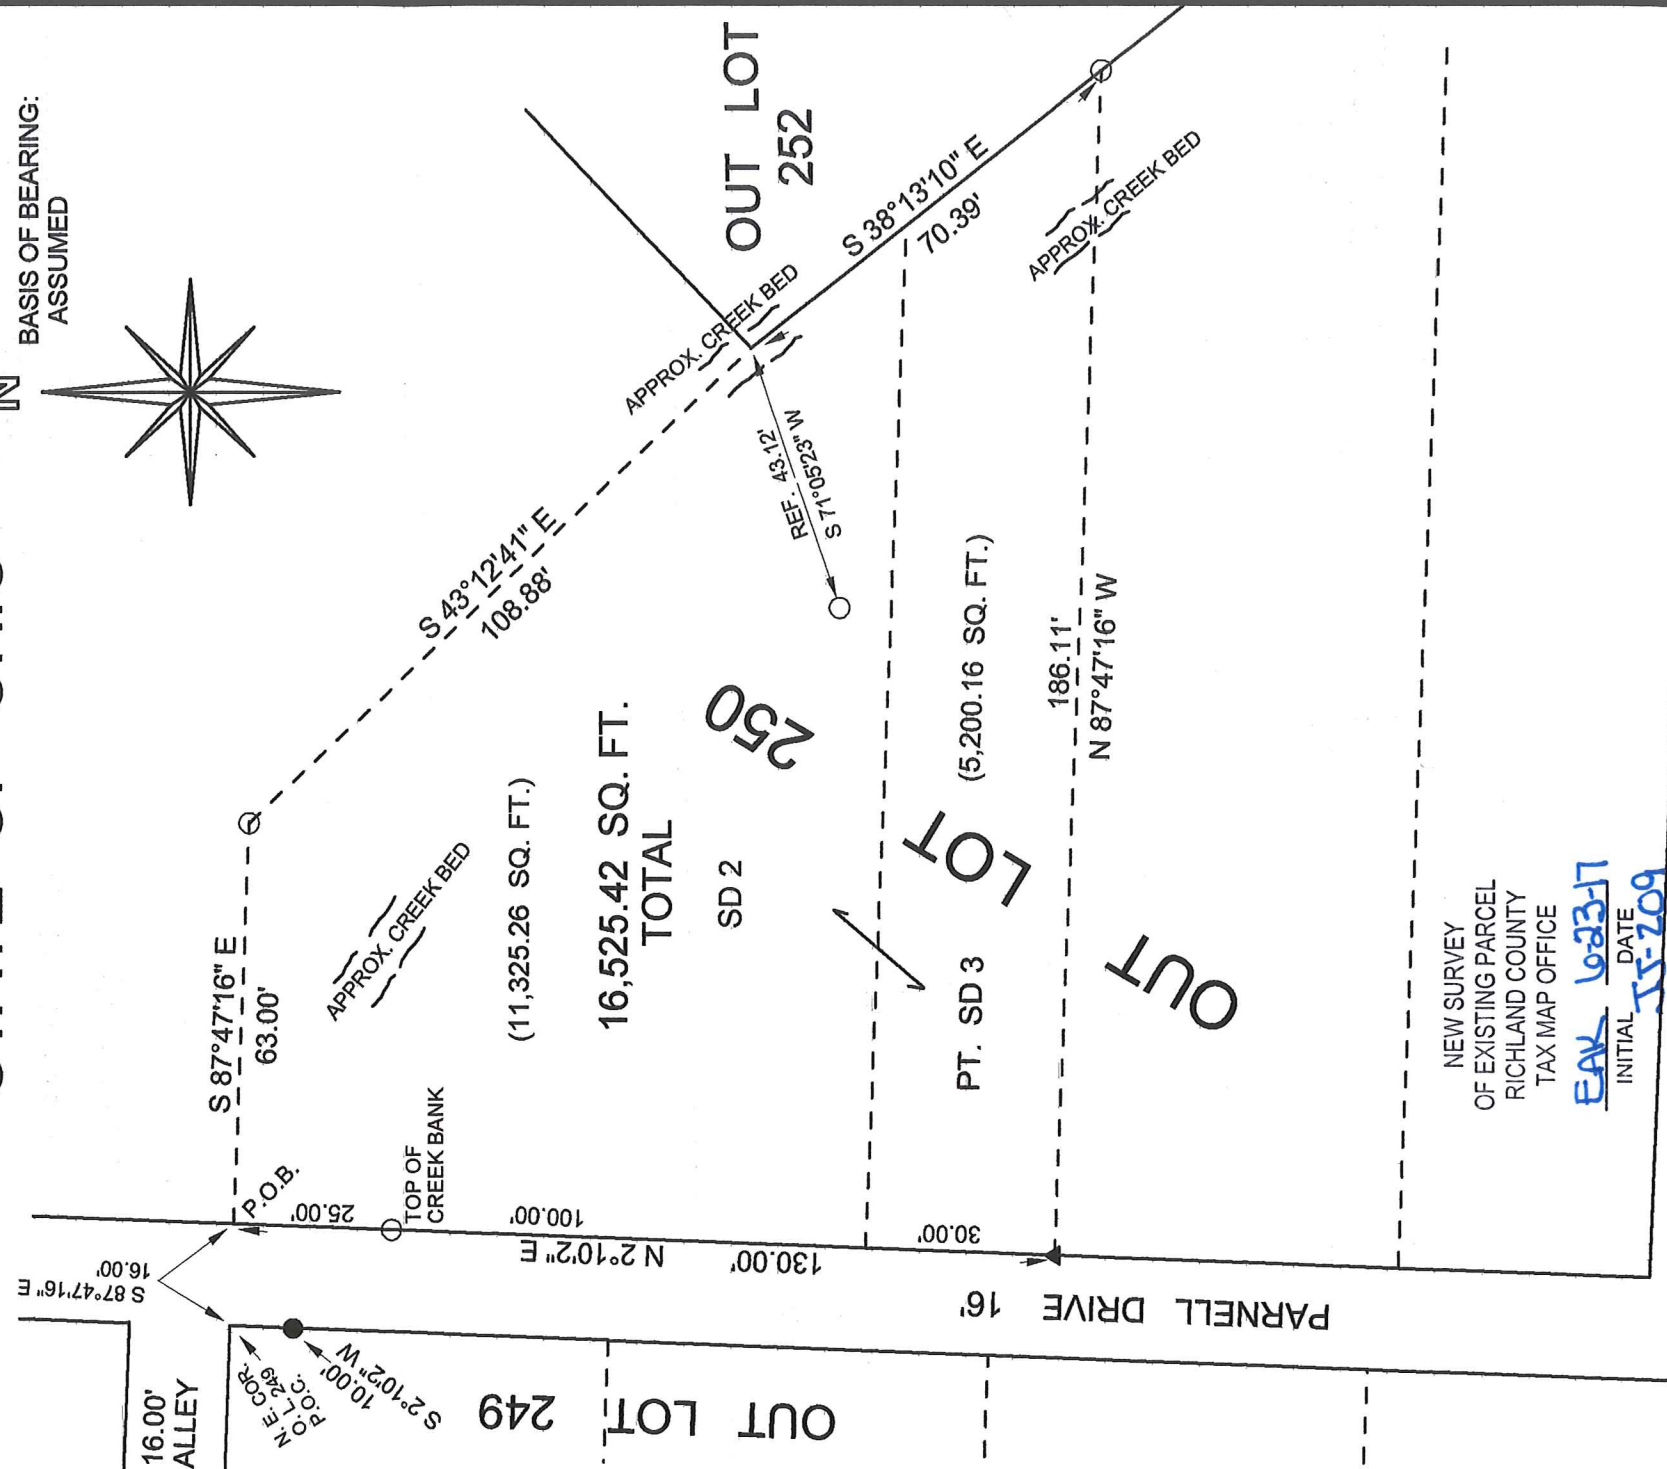 N
BASIS OF BEARING:
ASSUMED
OUT LOT
252
S 38°13'10" E
70.39'
APPROX. CREEK BED
APPROX. CREEK BED
REF. 43.12'
S 71°05'23" W
S 43°12'41" E
108.88'
S 87°47'16" E
63.00'
APPROX. CREEK BED
(11,325.26 SQ. FT.)
16,525.42 SQ. FT.
TOTAL
SD 2
OUT LOT 250
PT. SD 3
(5,200.16 SQ. FT.)
186.11'
N 87°47'16" W
P.O.B.
25.00'
TOP OF
CREEK BANK
100.00'
N 2°10'2" E
130.00'
30.00'
S 87°47'16" E
16.00'
PARNELL DRIVE 16'
16.00'
ALLEY
N.E. COR.
O.L. 249
P.O.C.
10.00'
S 2°10'2" W
OUT LOT 249
NEW SURVEY
OF EXISTING PARCEL
RICHLAND COUNTY
TAX MAP OFFICE
EAK 6-23-17
INITIAL DATE